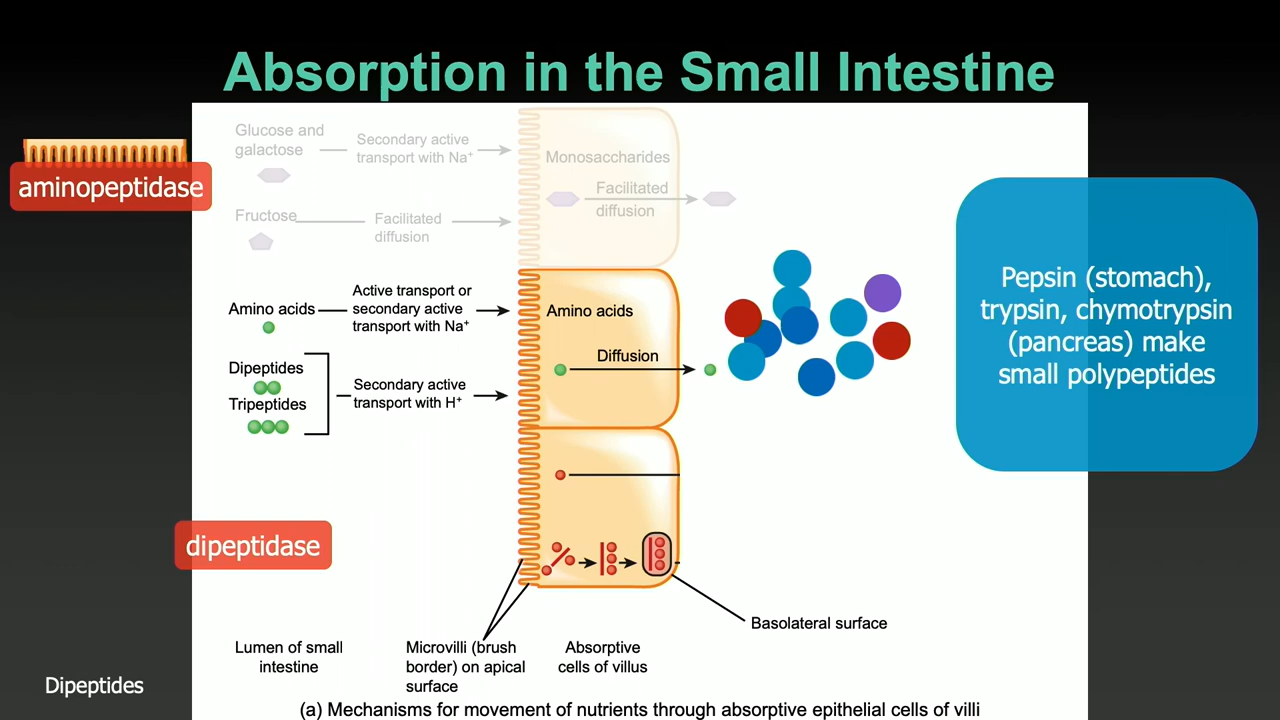 Absorption in the Small Intestine
aminopeptidase
Glucose and
galactose
Secondary active
transport with Na⁺
Monosaccharides
Facilitated
diffusion
Fructose
Facilitated
diffusion
Amino acids
Active transport or
secondary active
transport with Na⁺
Amino acids
Diffusion
Dipeptides
Tripeptides
Secondary active
transport with H⁺
Pepsin (stomach),
trypsin, chymotrypsin
(pancreas) make
small polypeptides
dipeptidase
Basolateral surface
Lumen of small
intestine
Microvilli (brush
border) on apical
surface
Absorptive
cells of villus
Dipeptides
(a) Mechanisms for movement of nutrients through absorptive epithelial cells of villi